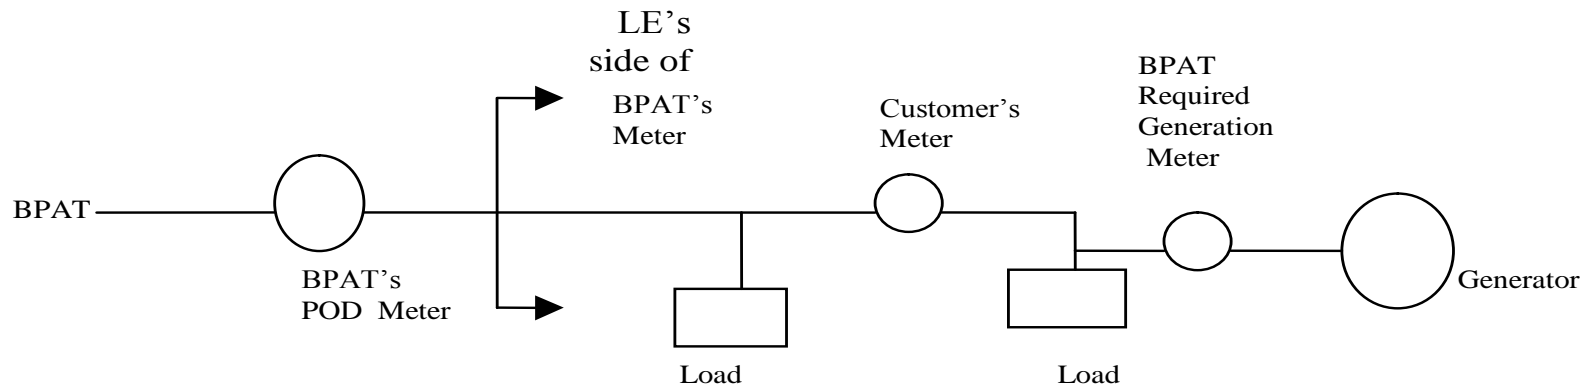 LE’s
side of
BPAT’s
Meter
Customer’s
Meter
BPAT
Required
Generation
Meter
BPAT
BPAT’s
POD Meter
Generator
Load
Load